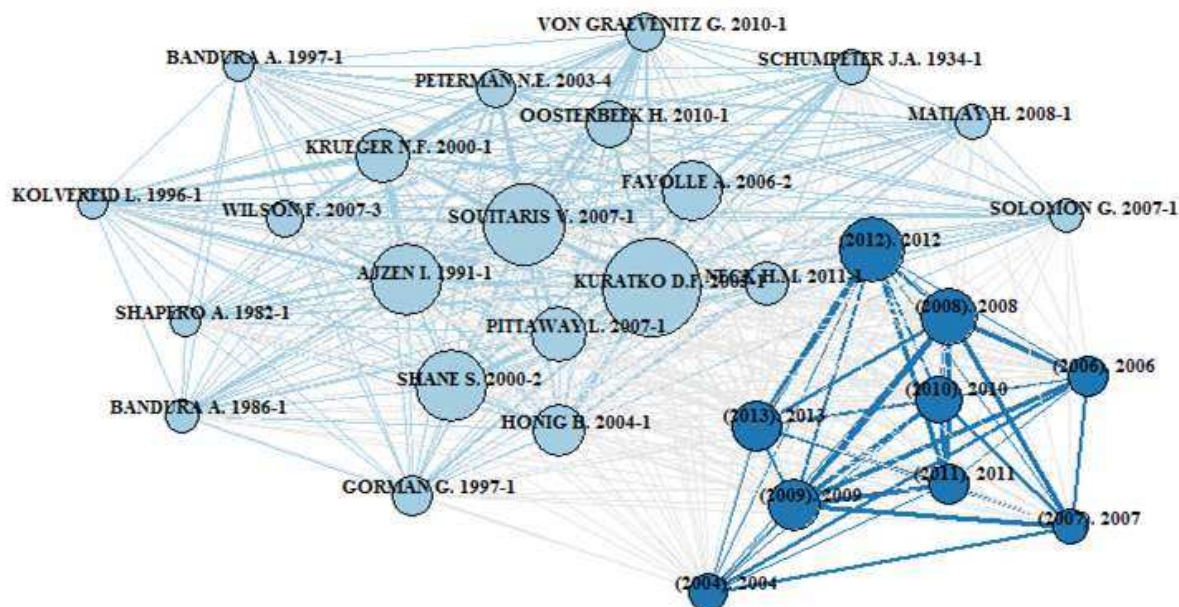 VON GRAEVENITZ G. 2010-1
BANDURA A. 1997-1
SCHUMPETER J.A. 1934-1
PETERMAN N.E. 2003-4
OOSTERBEEK H. 2010-1
MATLAY H. 2008-1
KRUEGER N.F. 2000-1
FAYOLLE A. 2006-2
KOLVEREID L. 1996-1
WILSON F. 2007-3
SOUITARIS V. 2007-1
SOLOMON G. 2007-1
(2012). 2012
AJZEN I. 1991-1
KURATKO D.F. 2005-1
NECK H.M. 2011-1
SHAPERO A. 1982-1
(2008). 2008
PITTAWAY L. 2007-1
(2006). 2006
SHANE S. 2000-2
(2010). 2010
BANDURA A. 1986-1
HONIG B. 2004-1
(2013). 2013
GORMAN G. 1997-1
(2011). 2011
(2009). 2009
(2007). 2007
(2004). 2004